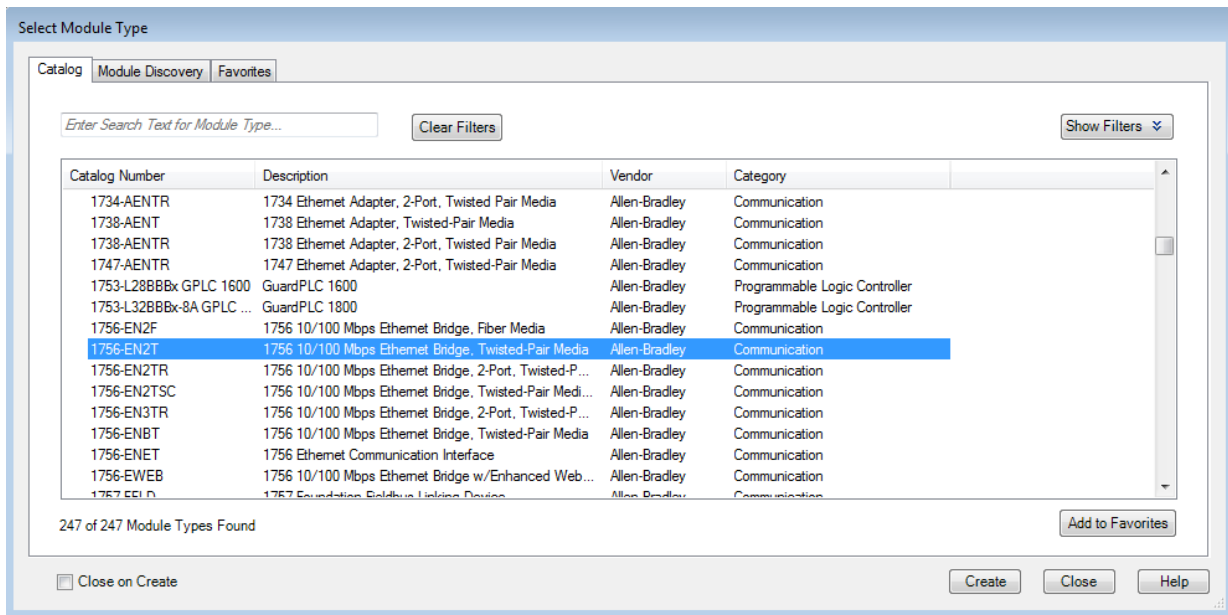 Select Module Type
Catalog Module Discovery Favorites
Enter Search Text for Module Type... Clear Filters Show Filters
Catalog Number Description Vendor Category
1734-AENTR 1734 Ethernet Adapter, 2-Port, Twisted Pair Media Allen-Bradley Communication
1738-AENT 1738 Ethernet Adapter, Twisted-Pair Media Allen-Bradley Communication
1738-AENTR 1738 Ethernet Adapter, 2-Port, Twisted Pair Media Allen-Bradley Communication
1747-AENTR 1747 Ethernet Adapter, 2-Port, Twisted-Pair Media Allen-Bradley Communication
1753-L28BBBx GPLC 1600 GuardPLC 1600 Allen-Bradley Programmable Logic Controller
1753-L32BBBx-8A GPLC ... GuardPLC 1800 Allen-Bradley Programmable Logic Controller
1756-EN2F 1756 10/100 Mbps Ethernet Bridge, Fiber Media Allen-Bradley Communication
1756-EN2T 1756 10/100 Mbps Ethernet Bridge, Twisted-Pair Media Allen-Bradley Communication
1756-EN2TR 1756 10/100 Mbps Ethernet Bridge, 2-Port, Twisted-P... Allen-Bradley Communication
1756-EN2TSC 1756 10/100 Mbps Ethernet Bridge, Twisted-Pair Medi... Allen-Bradley Communication
1756-EN3TR 1756 10/100 Mbps Ethernet Bridge, 2-Port, Twisted-P... Allen-Bradley Communication
1756-ENBT 1756 10/100 Mbps Ethernet Bridge, Twisted-Pair Media Allen-Bradley Communication
1756-ENET 1756 Ethernet Communication Interface Allen-Bradley Communication
1756-EWEB 1756 10/100 Mbps Ethernet Bridge w/Enhanced Web... Allen-Bradley Communication
1757-FFLD 1757 Foundation Fieldbus Linking Device Allen-Bradley Communication
247 of 247 Module Types Found Add to Favorites
Close on Create Create Close Help